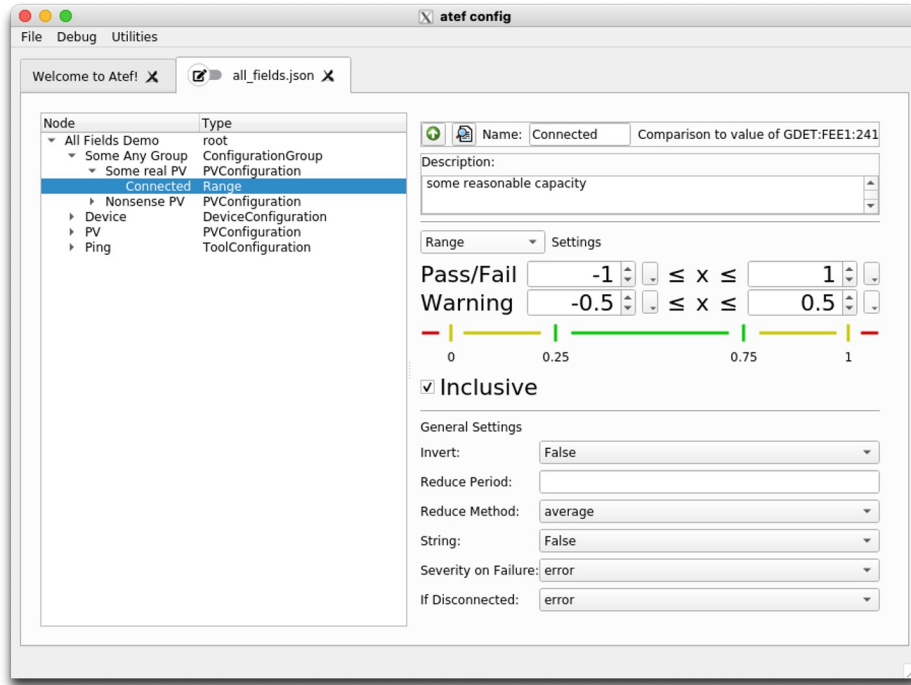 atef config
File Debug Utilities
Welcome to Atef! all_fields.json
Node Type
All Fields Demo root
Some Any Group ConfigurationGroup
Some real PV PVConfiguration
Connected Range
Nonsense PV PVConfiguration
Device DeviceConfiguration
PV PVConfiguration
Ping ToolConfiguration
Name: Connected Comparison to value of GDET:FEE1:241
Description:
some reasonable capacity
Range Settings
Pass/Fail -1 ≤ x ≤ 1
Warning -0.5 ≤ x ≤ 0.5
0 0.25 0.75 1
Inclusive
General Settings
Invert: False
Reduce Period:
Reduce Method: average
String: False
Severity on Failure: error
If Disconnected: error